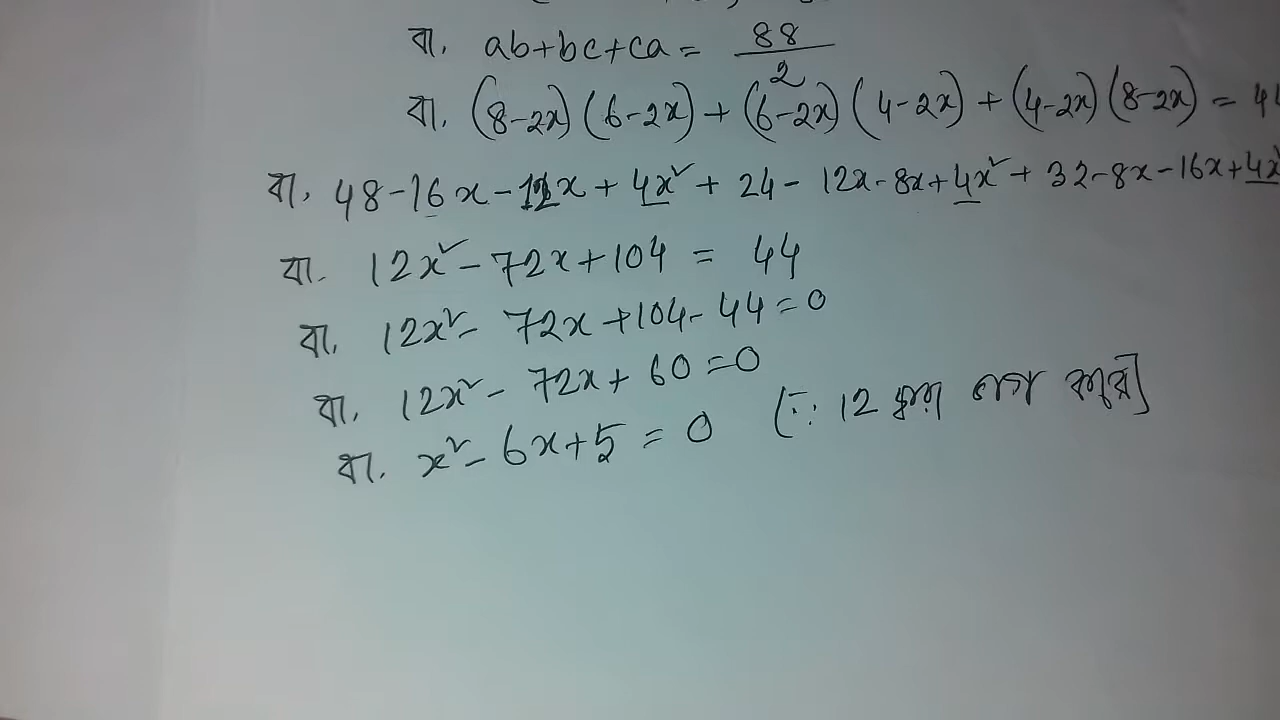 বা, ab+bc+ca = 88/2
বা, (8-2x)(6-2x)+(6-2x)(4-2x)+(4-2x)(8-2x) = 44
বা, 48-16x-12x+4x²+24-12x-8x+4x²+32-8x-16x+4x²
বা, 12x²-72x+104 = 44
বা, 12x²-72x+104-44=0
বা, 12x²-72x+60=0
বা, x²-6x+5=0 [∵ 12 দ্বারা ভাগ করে]